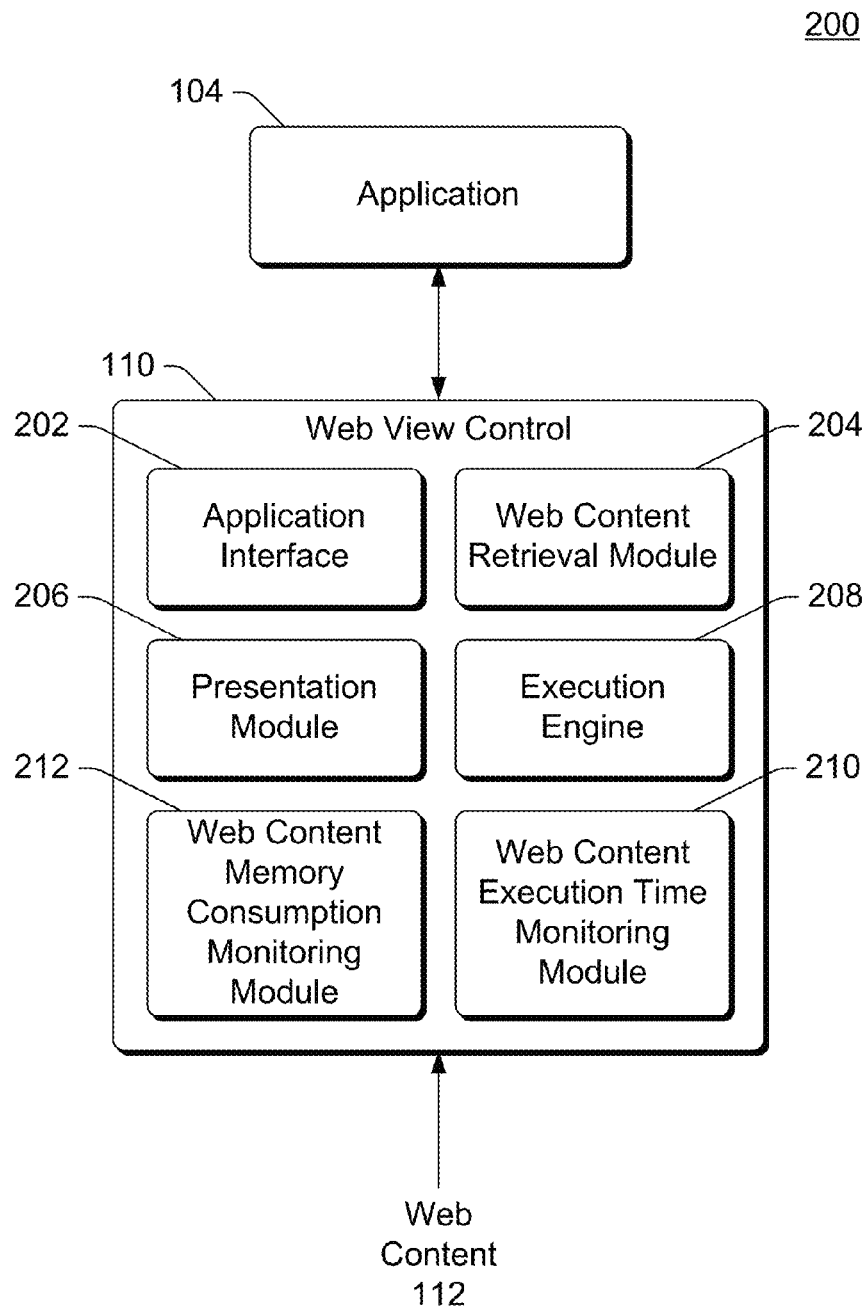 200
104
Application
110
Web View Control
202
204
Application
Interface
Web Content
Retrieval Module
206
208
Presentation
Module
Execution
Engine
212
210
Web Content
Memory
Consumption
Monitoring
Module
Web Content
Execution Time
Monitoring
Module
Web
Content
112